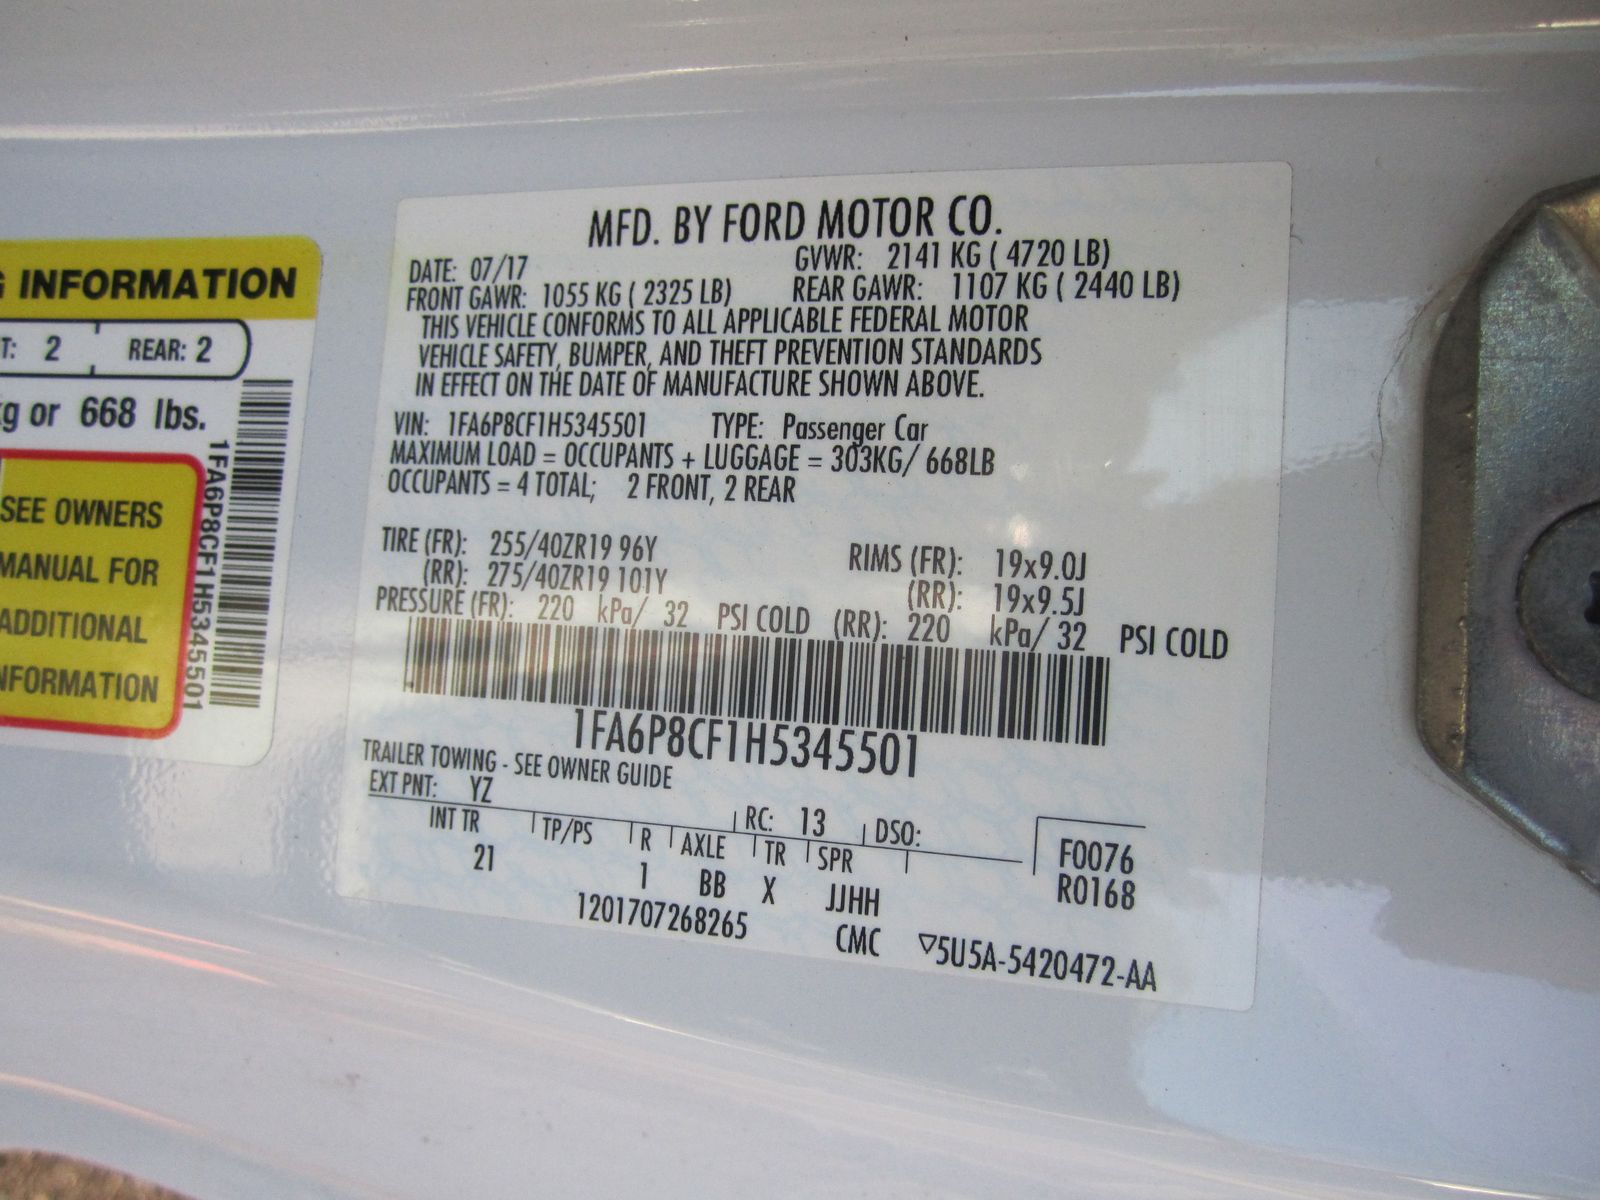 G INFORMATION
T: 2 REAR: 2
kg or 668 lbs.
SEE OWNERS
MANUAL FOR
ADDITIONAL
INFORMATION
1FA6P8CF1H5345501
MFD. BY FORD MOTOR CO.
DATE: 07/17 GVWR: 2141 KG ( 4720 LB)
FRONT GAWR: 1055 KG ( 2325 LB) REAR GAWR: 1107 KG ( 2440 LB)
THIS VEHICLE CONFORMS TO ALL APPLICABLE FEDERAL MOTOR
VEHICLE SAFETY, BUMPER, AND THEFT PREVENTION STANDARDS
IN EFFECT ON THE DATE OF MANUFACTURE SHOWN ABOVE.
VIN: 1FA6P8CF1H5345501 TYPE: Passenger Car
MAXIMUM LOAD = OCCUPANTS + LUGGAGE = 303KG/ 668LB
OCCUPANTS = 4 TOTAL; 2 FRONT, 2 REAR
TIRE (FR): 255/40ZR19 96Y RIMS (FR): 19x9.0J
(RR): 275/40ZR19 101Y (RR): 19x9.5J
PRESSURE (FR): 220 kPa/ 32 PSI COLD (RR): 220 kPa/ 32 PSI COLD
1FA6P8CF1H5345501
TRAILER TOWING - SEE OWNER GUIDE
EXT PNT: YZ RC: 13 DSO:
INT TR TP/PS R AXLE TR SPR F0076
21 1 BB X JJHH R0168
1201707268265 CMC ▽5U5A-5420472-AA